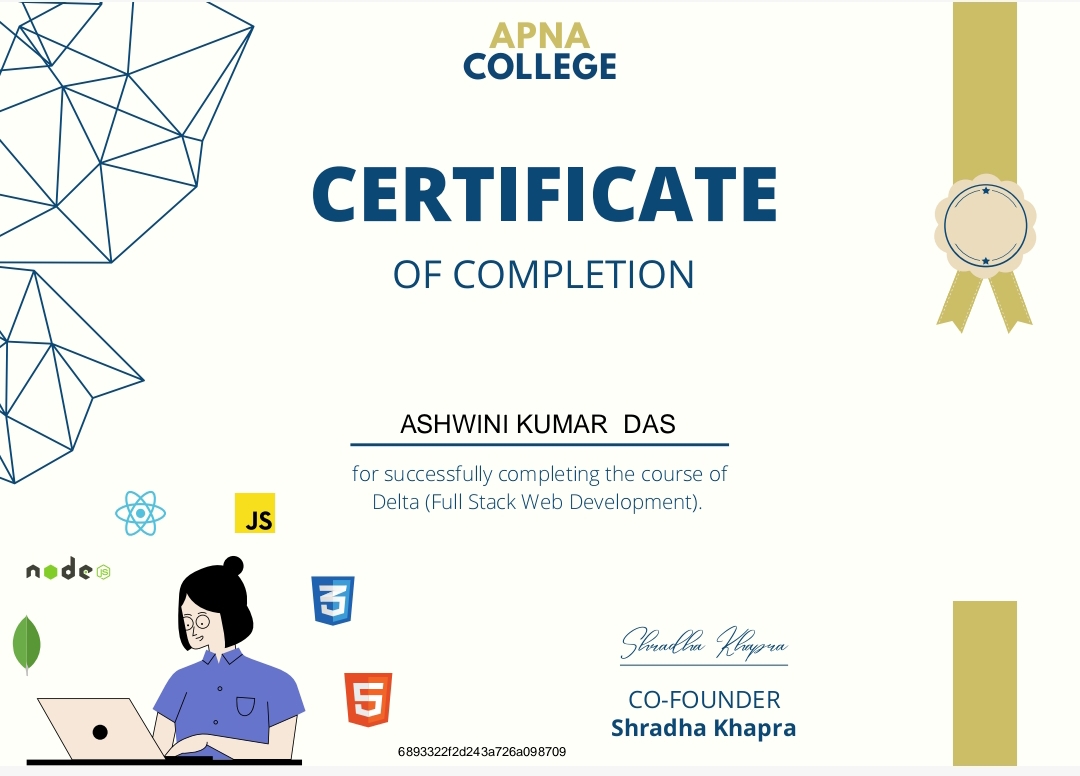 APNA
COLLEGE
CERTIFICATE
OF COMPLETION
ASHWINI KUMAR  DAS
for successfully completing the course of
Delta (Full Stack Web Development).
JS
node JS
3
5
Shradha Khapra
CO-FOUNDER
Shradha Khapra
6893322f2d243a726a098709